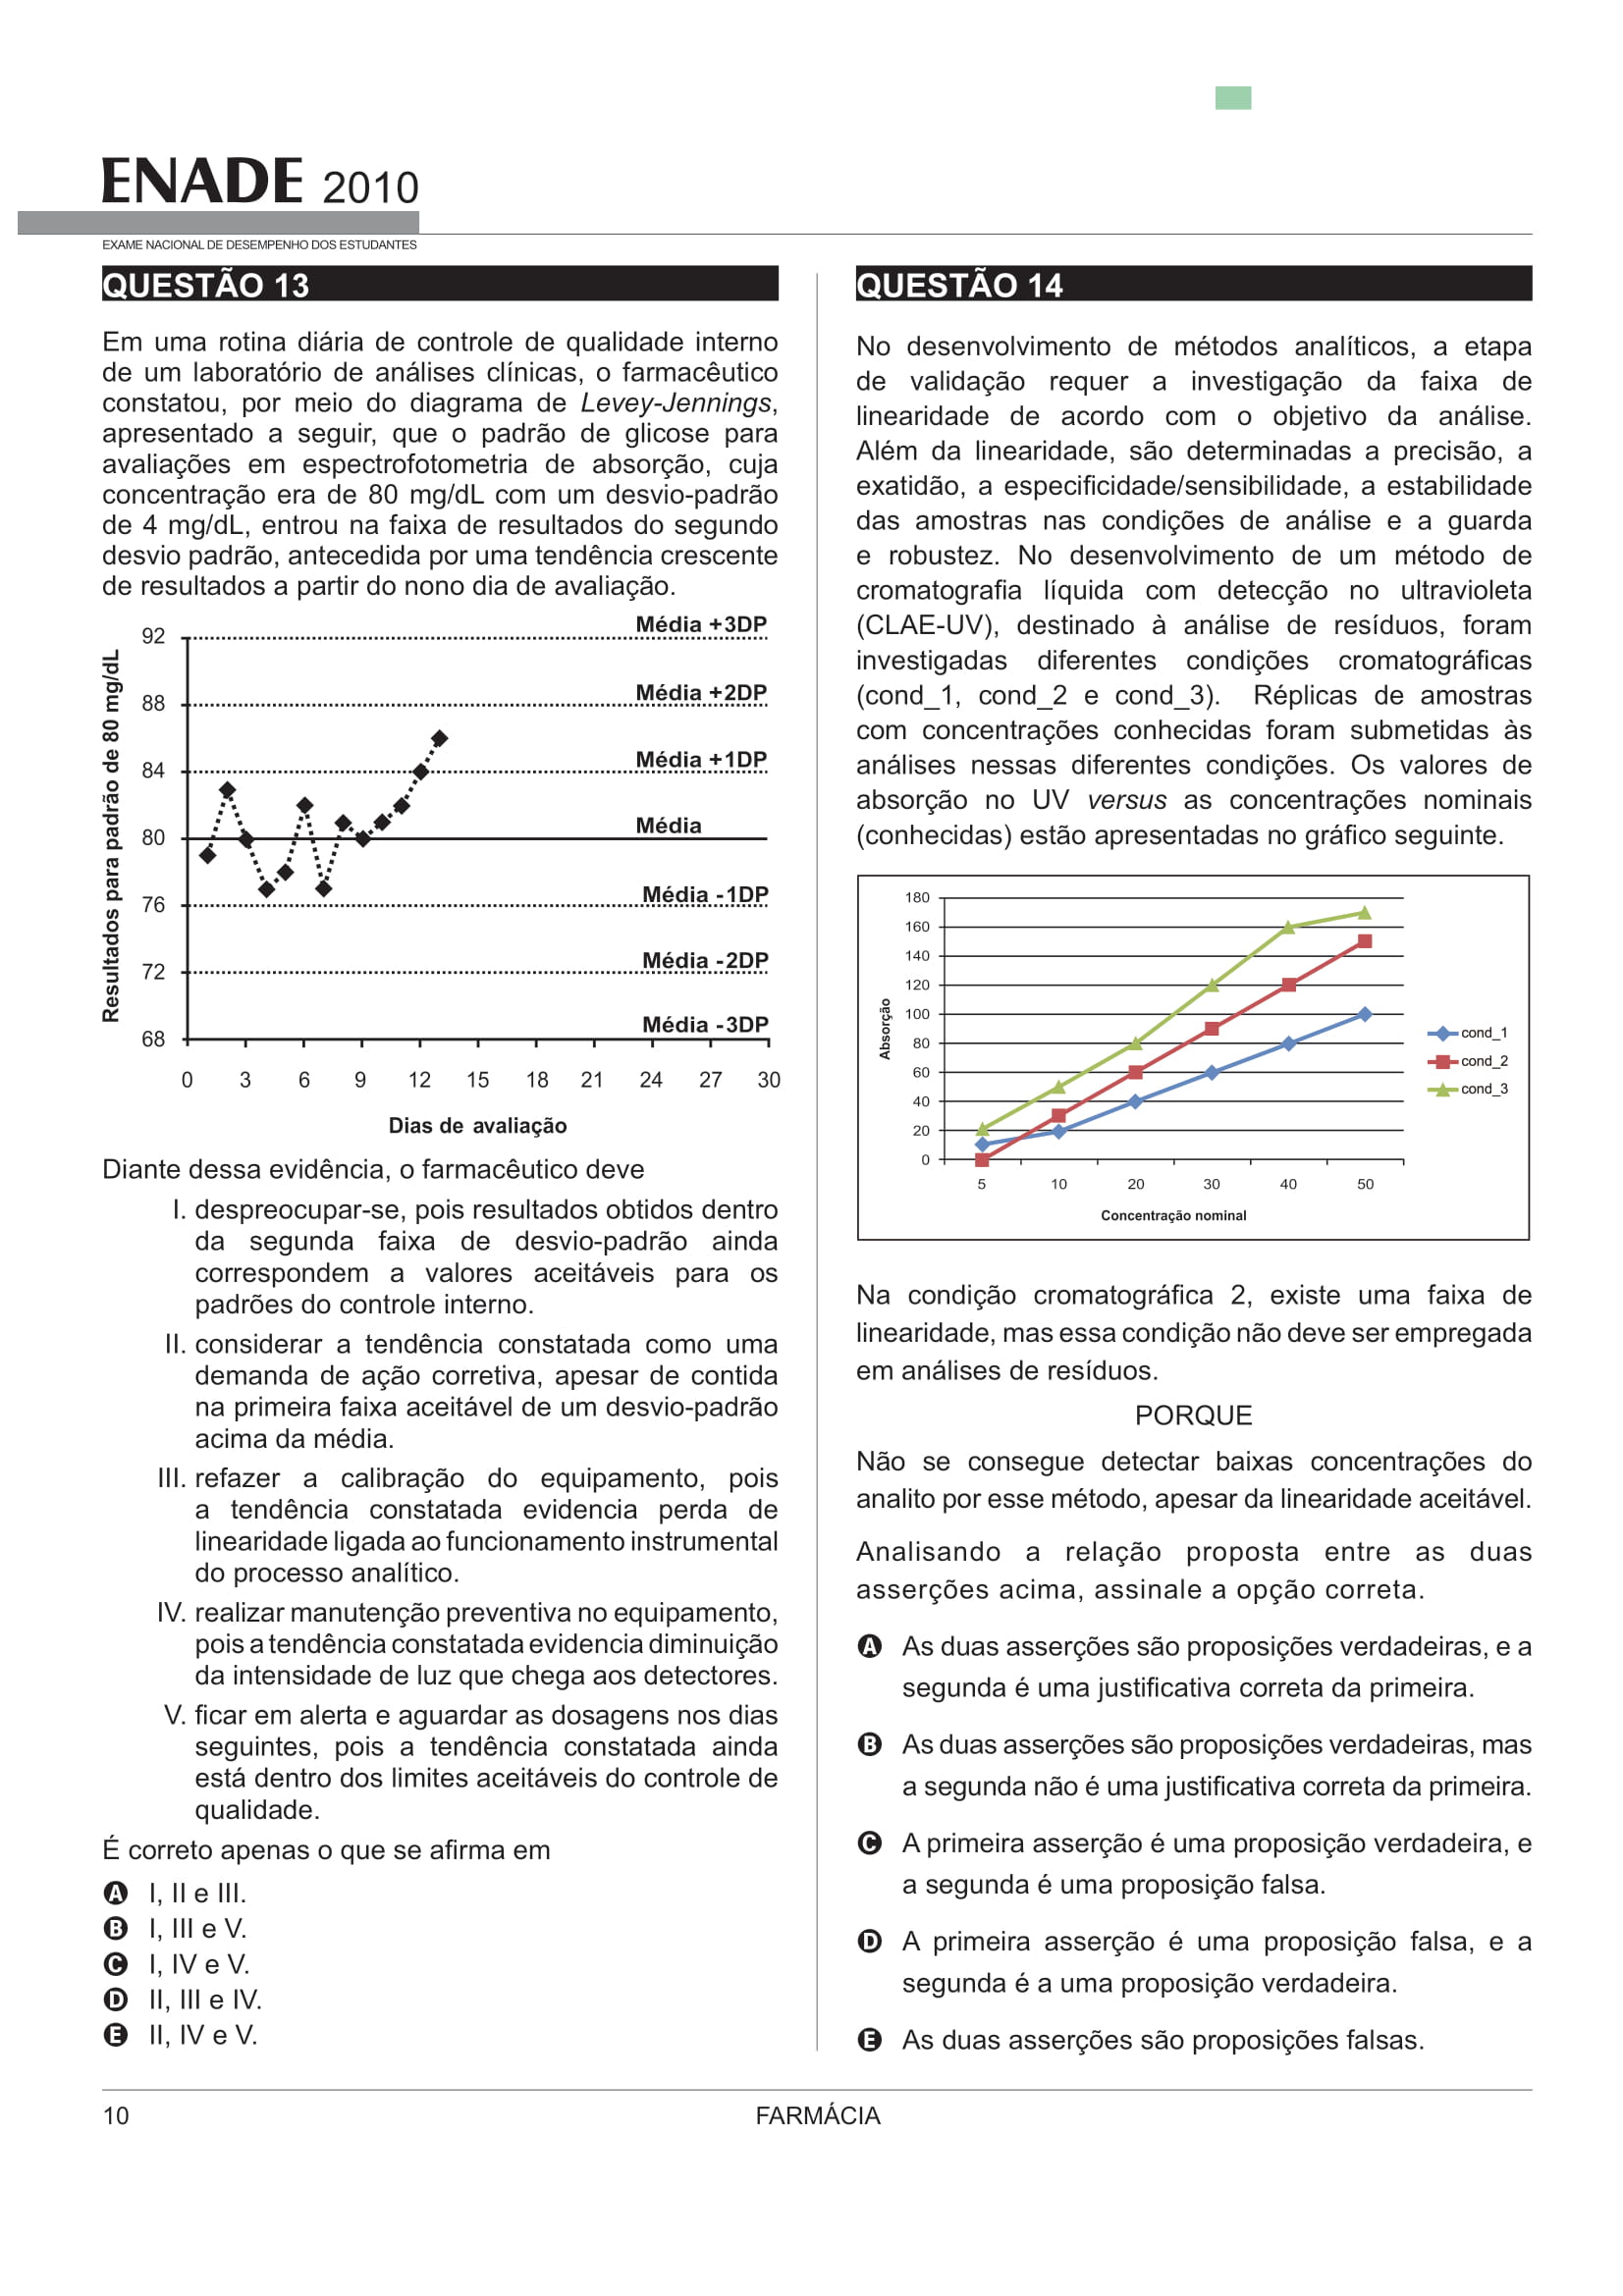 ENADE 2010
EXAME NACIONAL DE DESEMPENHO DOS ESTUDANTES
QUESTÃO 13
Em uma rotina diária de controle de qualidade interno
de um laboratório de análises clínicas, o farmacêutico
constatou, por meio do diagrama de Levey-Jennings,
apresentado a seguir, que o padrão de glicose para
avaliações em espectrofotometria de absorção, cuja
concentração era de 80 mg/dL com um desvio-padrão
de 4 mg/dL, entrou na faixa de resultados do segundo
desvio padrão, antecedida por uma tendência crescente
de resultados a partir do nono dia de avaliação.
Resultados para padrão de 80 mg/dL
92 Média +3DP
88 Média +2DP
84 Média +1DP
80 Média
76 Média -1DP
72 Média -2DP
68 Média -3DP
0 3 6 9 12 15 18 21 24 27 30
Dias de avaliação
Diante dessa evidência, o farmacêutico deve
I. despreocupar-se, pois resultados obtidos dentro
da segunda faixa de desvio-padrão ainda
correspondem a valores aceitáveis para os
padrões do controle interno.
II. considerar a tendência constatada como uma
demanda de ação corretiva, apesar de contida
na primeira faixa aceitável de um desvio-padrão
acima da média.
III. refazer a calibração do equipamento, pois
a tendência constatada evidencia perda de
linearidade ligada ao funcionamento instrumental
do processo analítico.
IV. realizar manutenção preventiva no equipamento,
pois a tendência constatada evidencia diminuição
da intensidade de luz que chega aos detectores.
V. ficar em alerta e aguardar as dosagens nos dias
seguintes, pois a tendência constatada ainda
está dentro dos limites aceitáveis do controle de
qualidade.
É correto apenas o que se afirma em
A I, II e III.
B I, III e V.
C I, IV e V.
D II, III e IV.
E II, IV e V.
QUESTÃO 14
No desenvolvimento de métodos analíticos, a etapa
de validação requer a investigação da faixa de
linearidade de acordo com o objetivo da análise.
Além da linearidade, são determinadas a precisão, a
exatidão, a especificidade/sensibilidade, a estabilidade
das amostras nas condições de análise e a guarda
e robustez. No desenvolvimento de um método de
cromatografia líquida com detecção no ultravioleta
(CLAE-UV), destinado à análise de resíduos, foram
investigadas diferentes condições cromatográficas
(cond_1, cond_2 e cond_3). Réplicas de amostras
com concentrações conhecidas foram submetidas às
análises nessas diferentes condições. Os valores de
absorção no UV versus as concentrações nominais
(conhecidas) estão apresentadas no gráfico seguinte.
Absorção
180
160
140
120
100
80
60
40
20
0
5 10 20 30 40 50
Concentração nominal
cond_1
cond_2
cond_3
Na condição cromatográfica 2, existe uma faixa de
linearidade, mas essa condição não deve ser empregada
em análises de resíduos.
PORQUE
Não se consegue detectar baixas concentrações do
analito por esse método, apesar da linearidade aceitável.
Analisando a relação proposta entre as duas
asserções acima, assinale a opção correta.
A As duas asserções são proposições verdadeiras, e a
segunda é uma justificativa correta da primeira.
B As duas asserções são proposições verdadeiras, mas
a segunda não é uma justificativa correta da primeira.
C A primeira asserção é uma proposição verdadeira, e
a segunda é uma proposição falsa.
D A primeira asserção é uma proposição falsa, e a
segunda é a uma proposição verdadeira.
E As duas asserções são proposições falsas.
10
FARMÁCIA